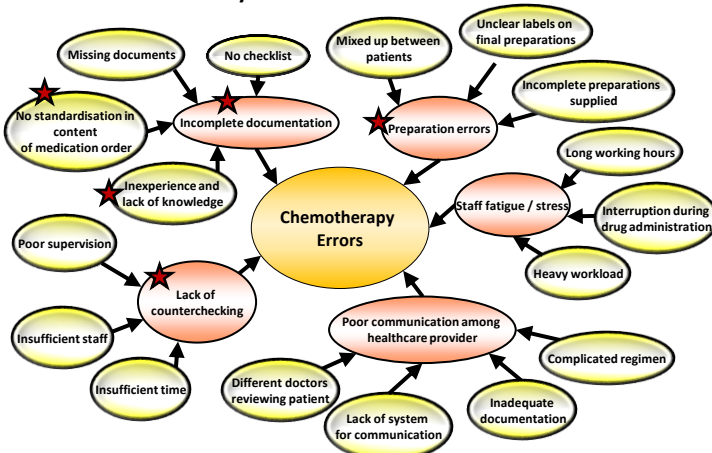 Missing documents
No checklist
No standardisation in
content
of medication order
Incomplete documentation
Inexperience and
lack of knowledge
Mixed up between
patients
Unclear labels on
final preparations
Incomplete preparations
supplied
Preparation errors
Long working hours
Staff fatigue / stress
Interruption during
drug administration
Heavy workload
Chemotherapy
Errors
Poor supervision
Lack of
counterchecking
Insufficient staff
Insufficient time
Poor communication among
healthcare provider
Different doctors
reviewing patient
Lack of system
for communication
Inadequate
documentation
Complicated regimen